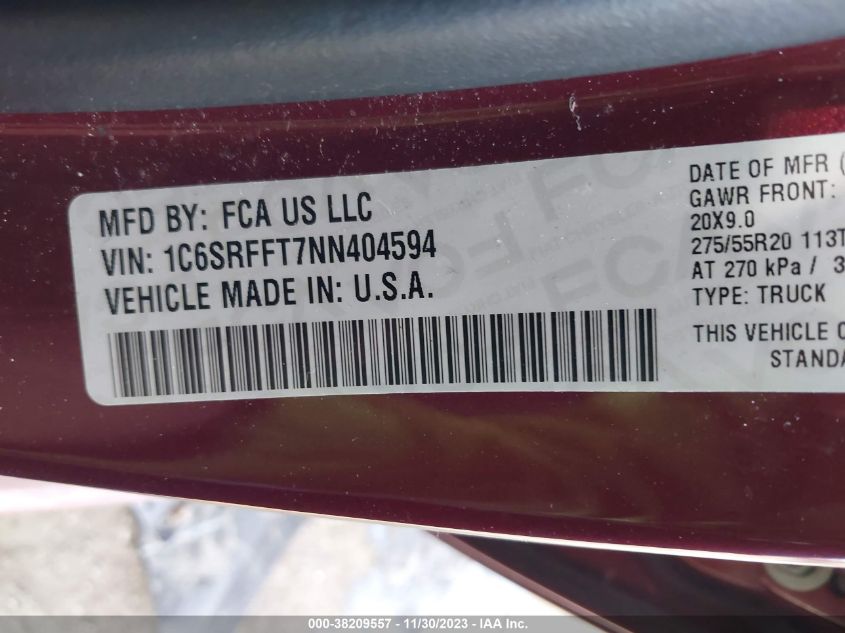 MFD BY: FCA US LLC
VIN: 1C6SRFFT7NN404594
VEHICLE MADE IN: U.S.A.
DATE OF MFR (
GAWR FRONT:
20X9.0
275/55R20 113T
AT 270 kPa / 3
TYPE: TRUCK
THIS VEHICLE C
STANDA
000-38209557 - 11/30/2023 - IAA Inc.